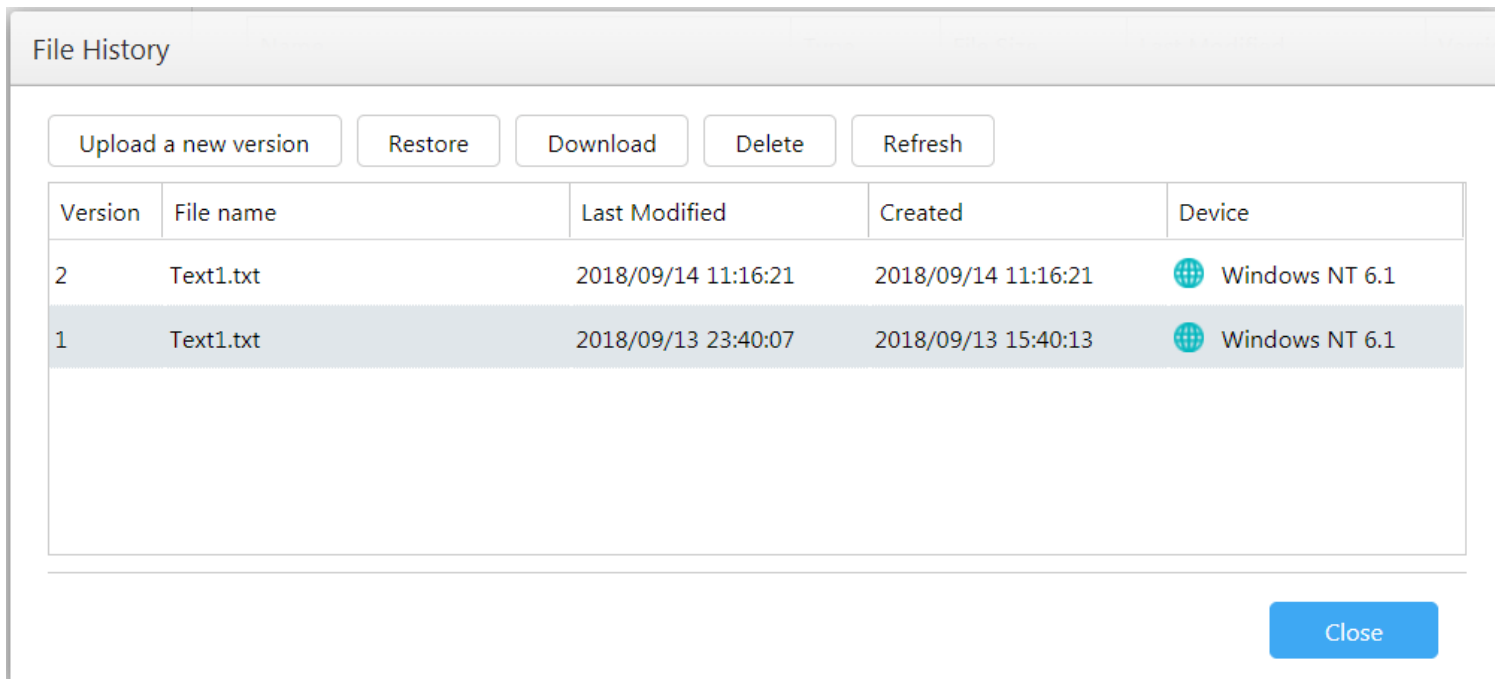 File History
Upload a new version Restore Download Delete Refresh
Version File name Last Modified Created Device
2 Text1.txt 2018/09/14 11:16:21 2018/09/14 11:16:21 Windows NT 6.1
1 Text1.txt 2018/09/13 23:40:07 2018/09/13 15:40:13 Windows NT 6.1
Close